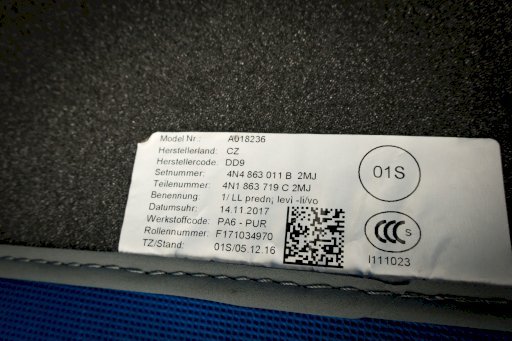 Model Nr.: A018236
Herstellerland: CZ
Herstellercode: DD9
Setnummer: 4N4 863 011 B 2MJ
Teilenummer: 4N1 863 719 C 2MJ
Benennung 1/ LL predn; levi -li/vo
Datumsuhr: 14.11.2017
Werkstoffcode: PA6 - PUR
Rollennummer: F171034970
TZ/Stand: 01S/05.12.16
01S
CCC S
I111023